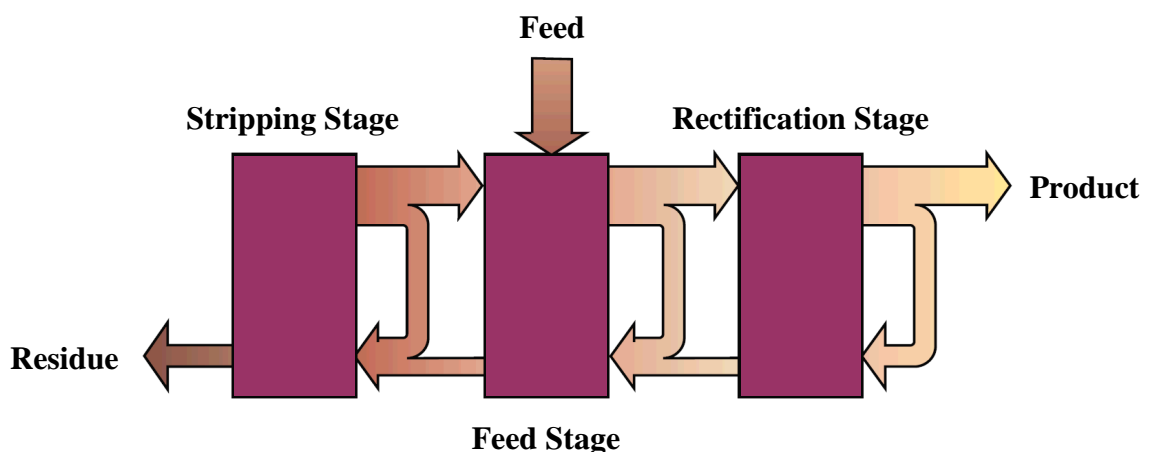 Feed
Stripping Stage
Rectification Stage
Product
Residue
Feed Stage